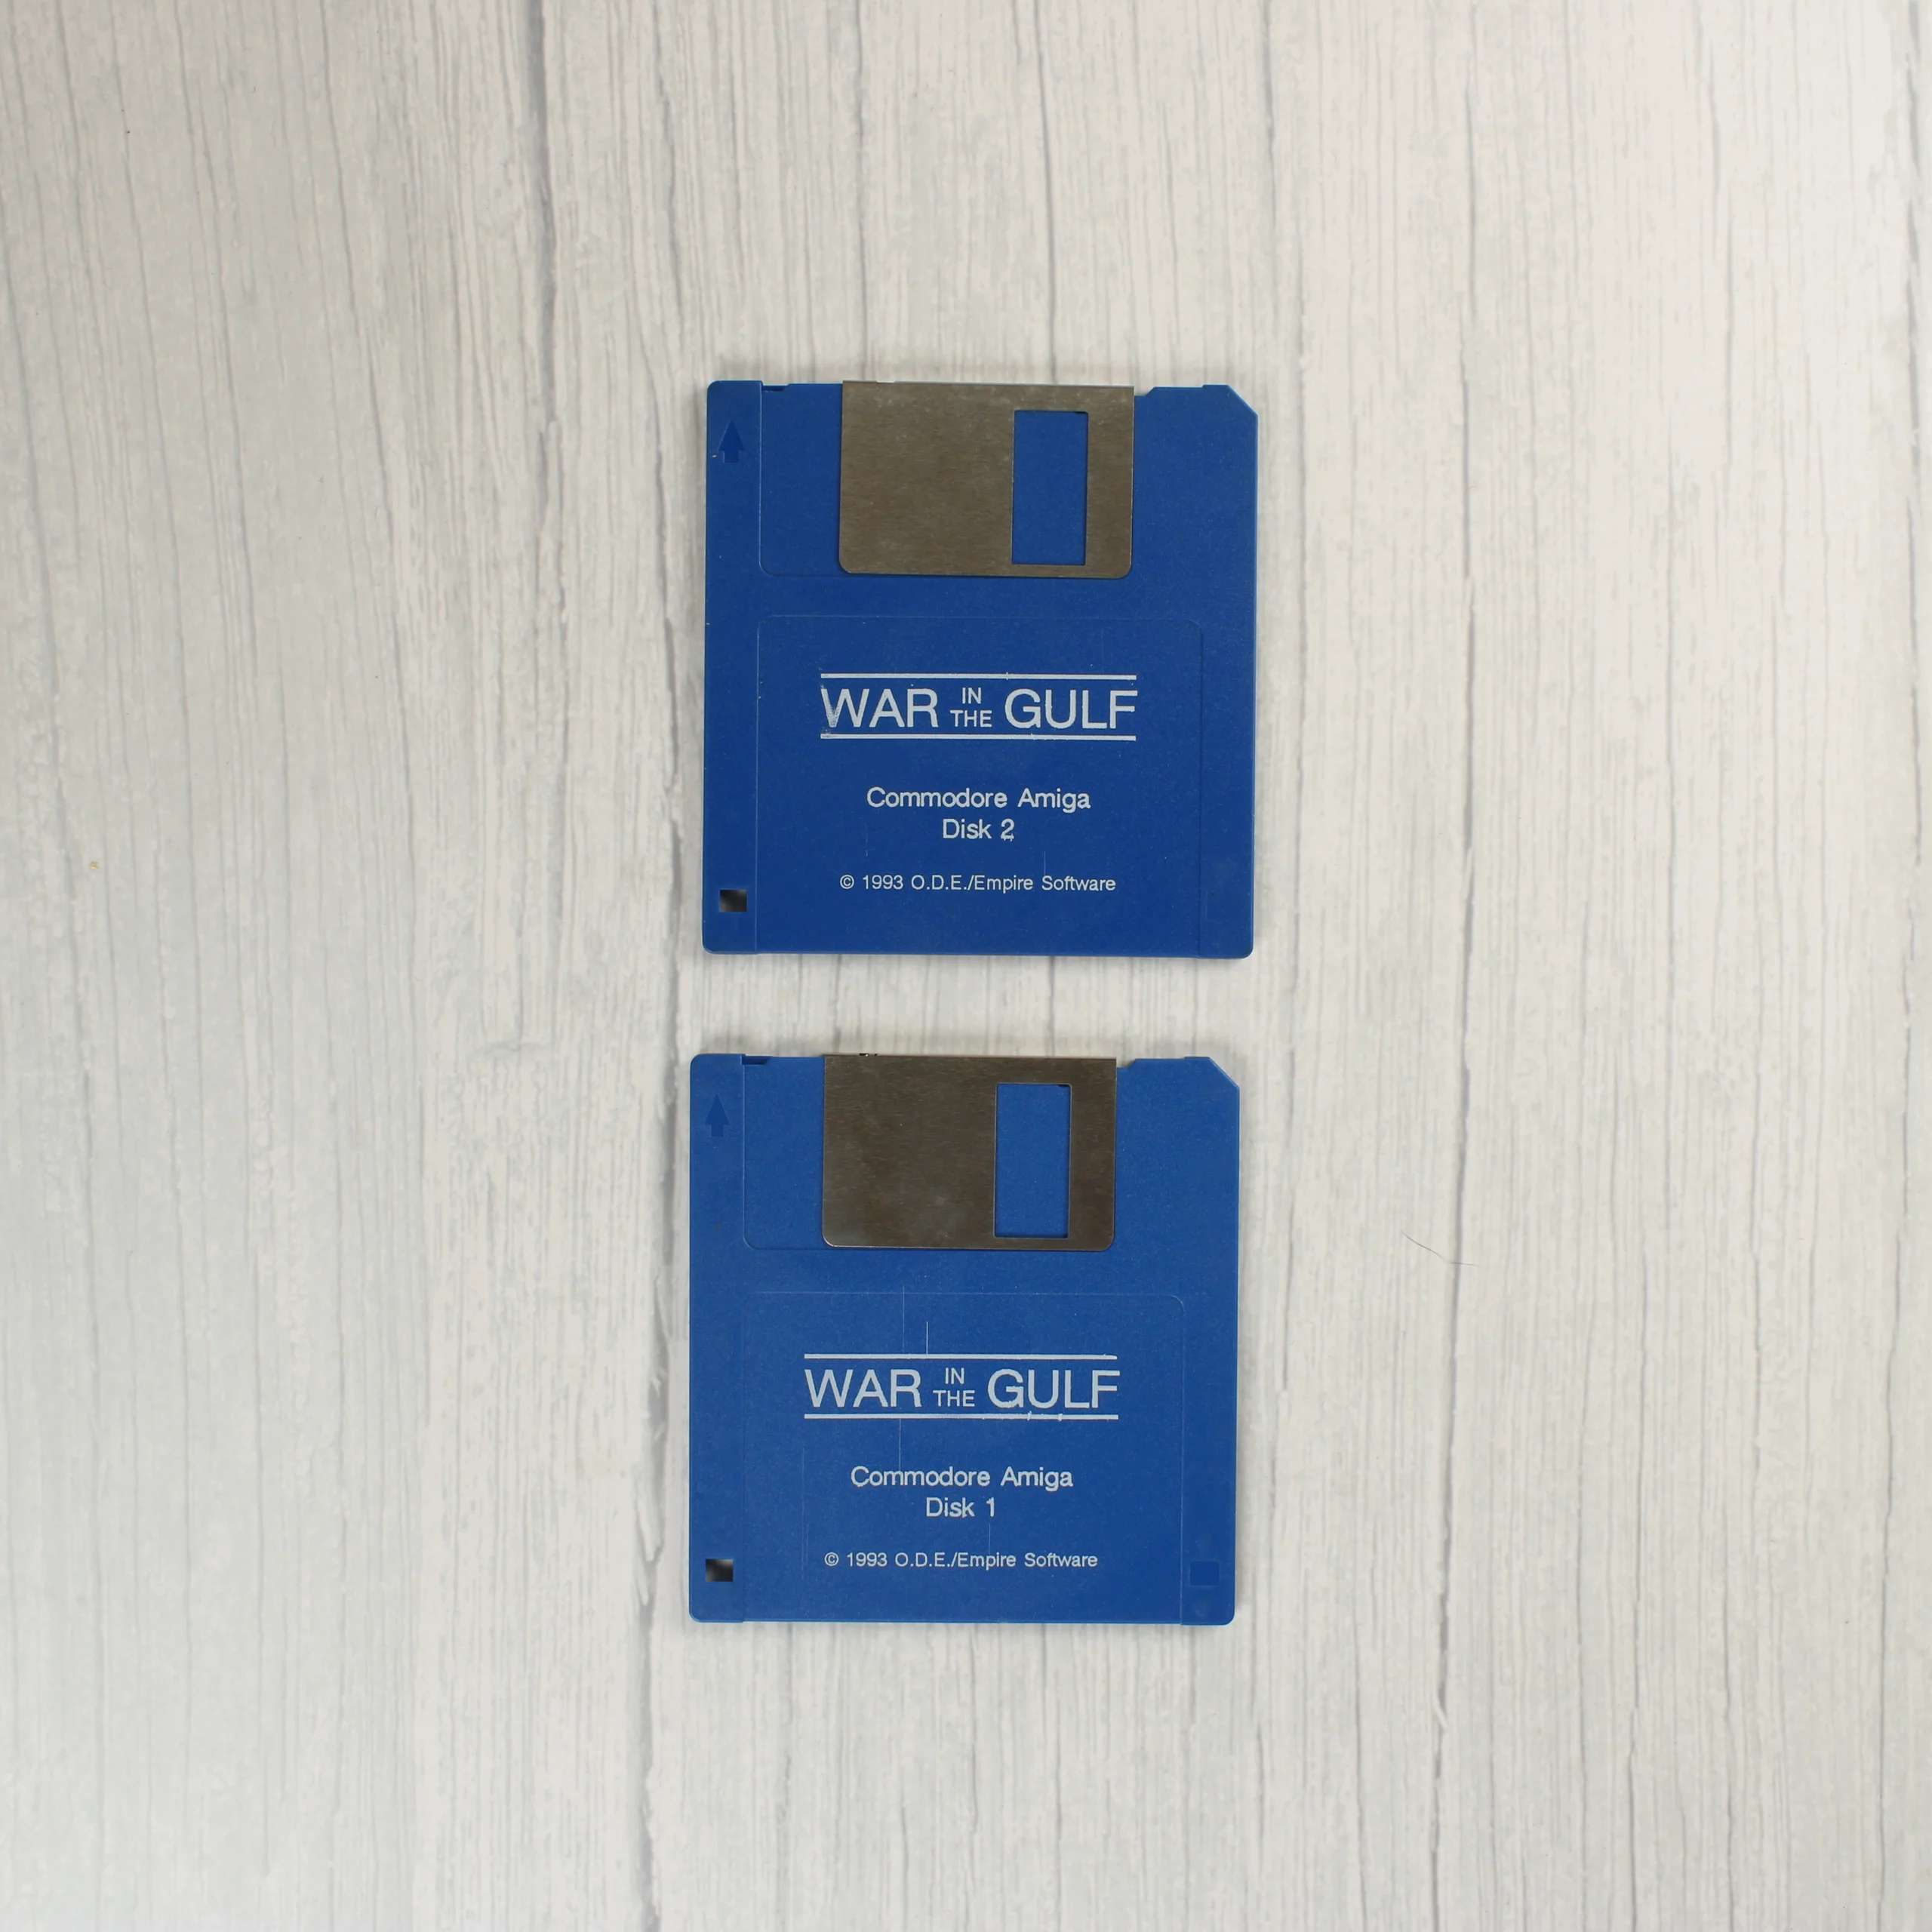 WAR IN THE GULF
Commodore Amiga
Disk 2
© 1993 O.D.E./Empire Software
WAR IN THE GULF
Commodore Amiga
Disk 1
© 1993 O.D.E./Empire Software